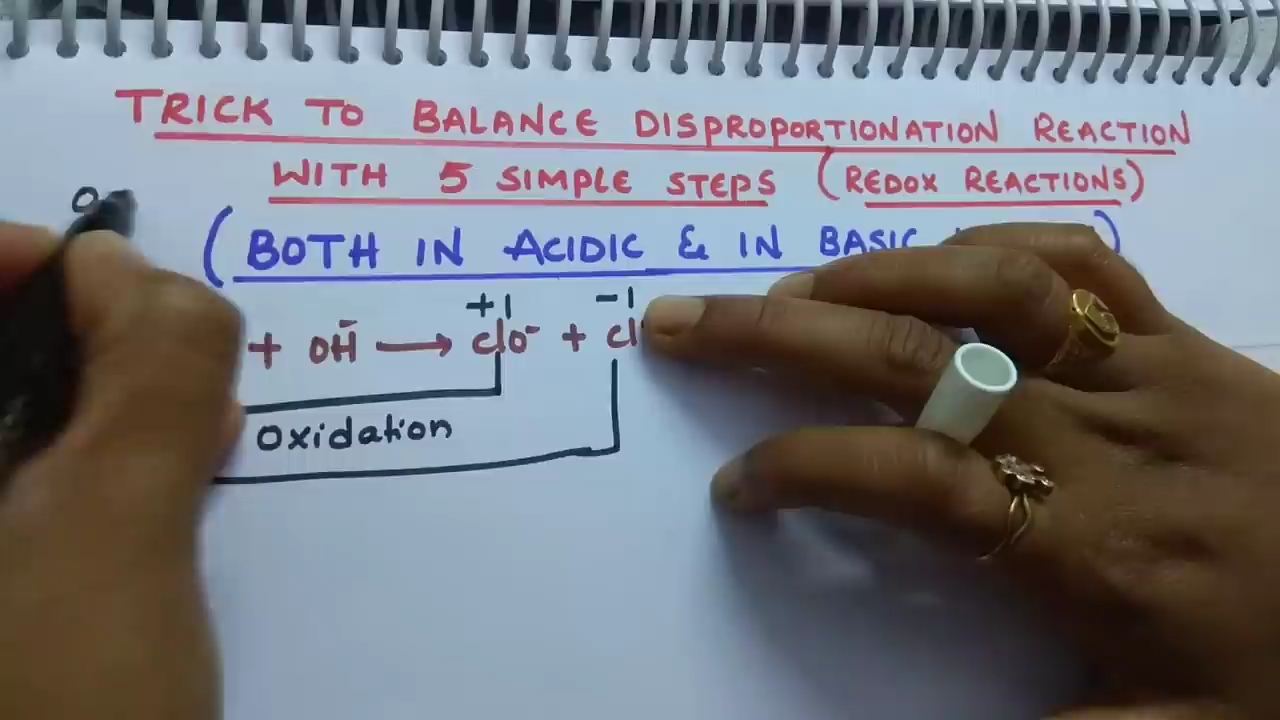 TRICK TO BALANCE DISPROPORTIONATION REACTION
WITH 5 SIMPLE STEPS (REDOX REACTIONS)
(BOTH IN ACIDIC & IN BASIC )
+1 -1
+ OH̄ ⟶ clo⁻ + cl
Oxidation